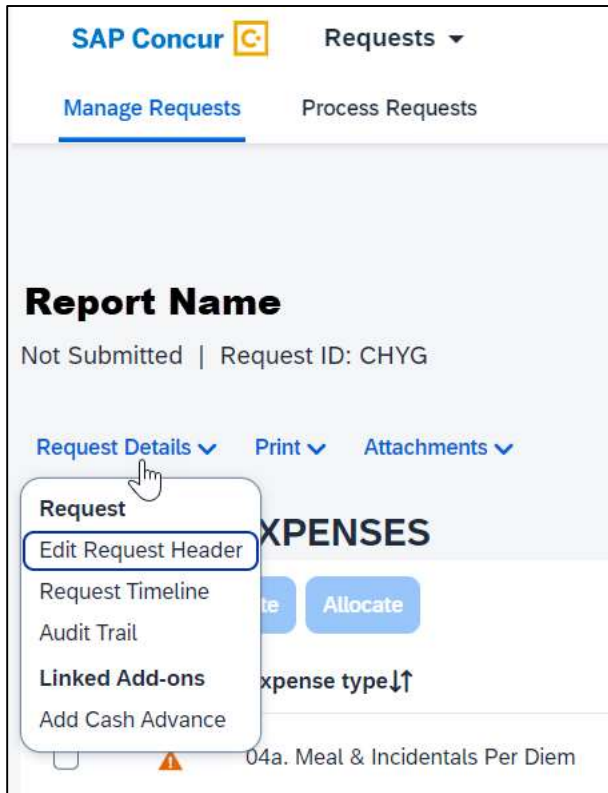 SAP Concur C Requests
Manage Requests Process Requests
Report Name
Not Submitted | Request ID: CHYG
Request Details Print Attachments
Request
Edit Request Header
XPENSES
Request Timeline
te Allocate
Audit Trail
Linked Add-ons
xpense type↓↑
Add Cash Advance
04a. Meal & Incidentals Per Diem